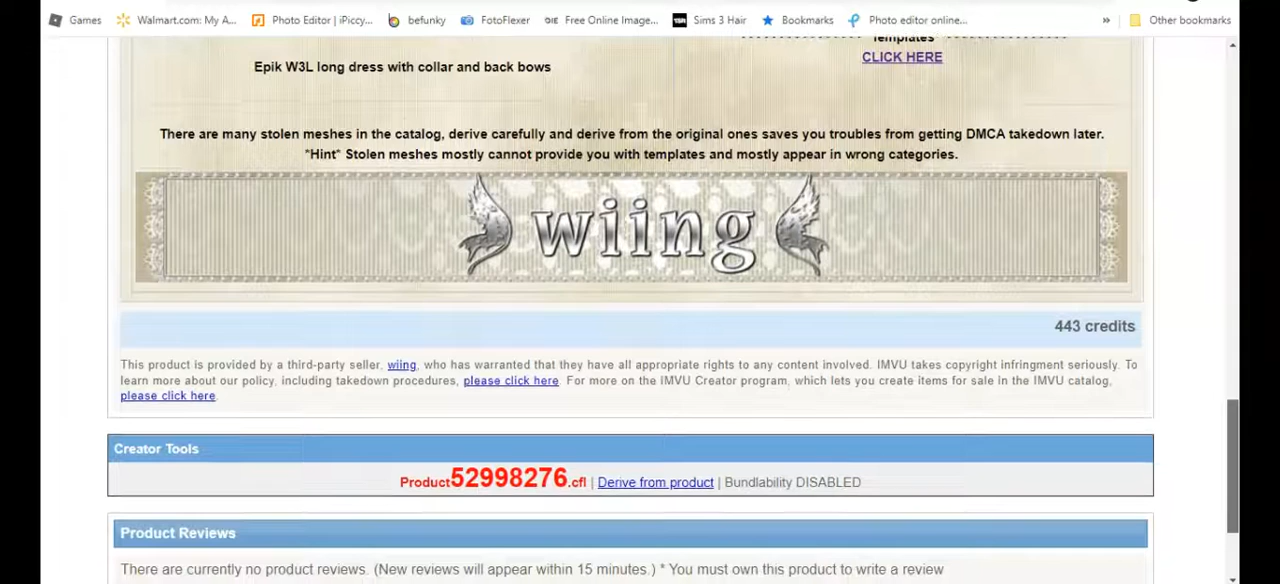 Games Walmart.com: My A... Photo Editor | iPiccy... befunky FotoFlexer Free Online Image... Sims 3 Hair Bookmarks Photo editor online... » Other bookmarks
Templates
Epik W3L long dress with collar and back bows
CLICK HERE
There are many stolen meshes in the catalog, derive carefully and derive from the original ones saves you troubles from getting DMCA takedown later.
*Hint* Stolen meshes mostly cannot provide you with templates and mostly appear in wrong categories.
wiing
443 credits
This product is provided by a third-party seller, wiing, who has warranted that they have all appropriate rights to any content involved. IMVU takes copyright infringment seriously. To
learn more about our policy, including takedown procedures, please click here. For more on the IMVU Creator program, which lets you create items for sale in the IMVU catalog,
please click here.
Creator Tools
Product52998276.cfl | Derive from product | Bundlability DISABLED
Product Reviews
There are currently no product reviews. (New reviews will appear within 15 minutes.) * You must own this product to write a review